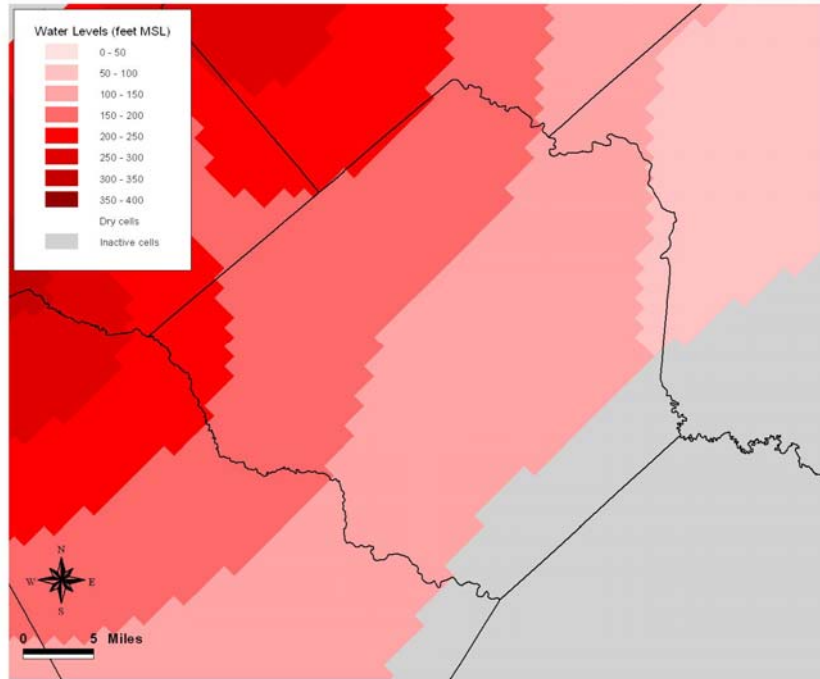 Water Levels (feet MSL)
0 - 50
50 - 100
100 - 150
150 - 200
200 - 250
250 - 300
300 - 350
350 - 400
Dry cells
Inactive cells
N
W E
S
0 5 Miles